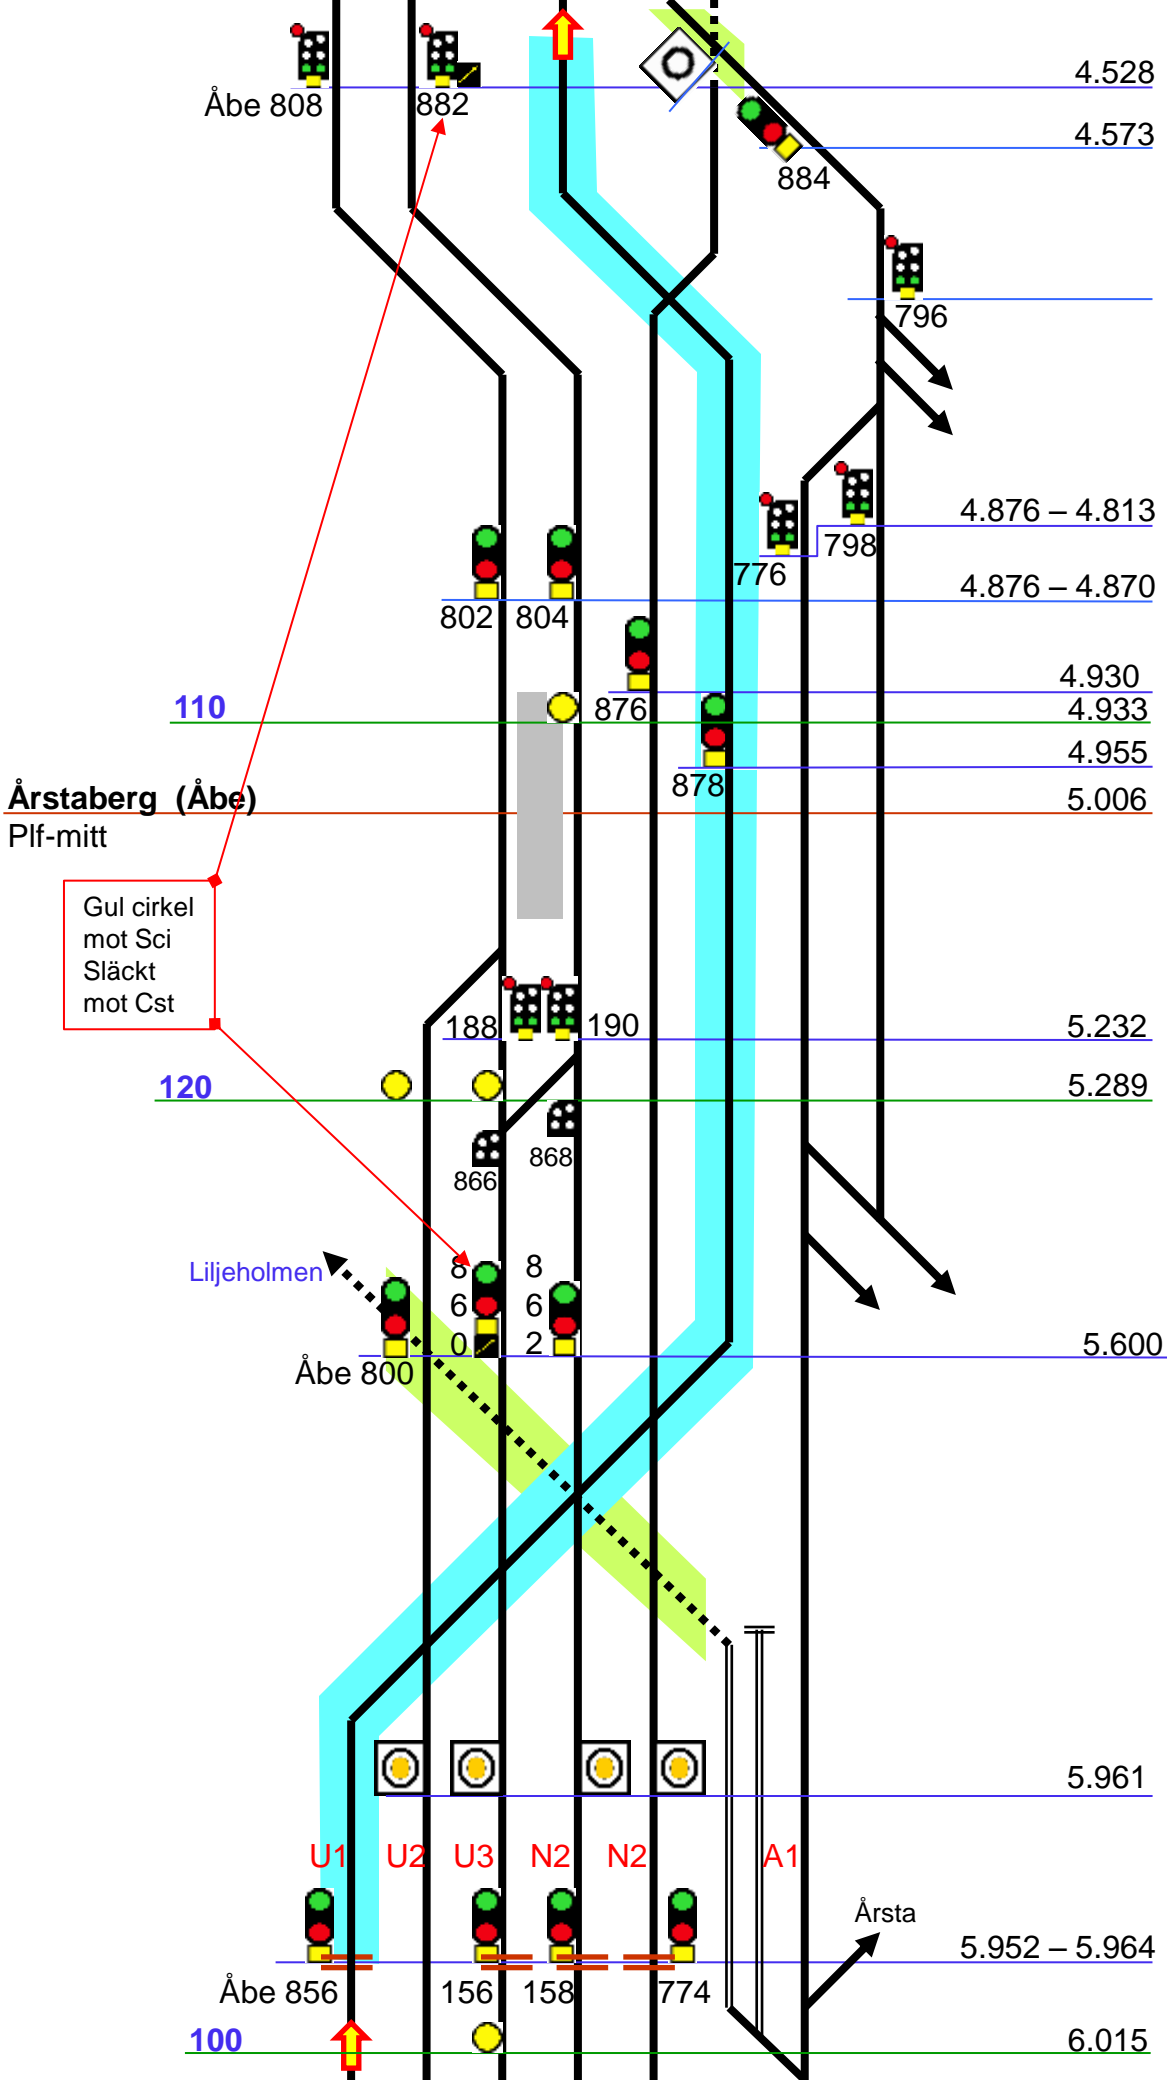 4.528
Åbe 808
882
4.573
884
796
4.876 – 4.813
798
776
4.876 – 4.870
802
804
4.930
876
110
4.933
4.955
878
Årstaberg (Åbe)
5.006
Plf-mitt
Gul cirkel
mot Sci
Släckt
mot Cst
188
190
5.232
120
5.289
868
866
Liljeholmen
8
6
0
8
6
2
5.600
Åbe 800
5.961
U1
U2
U3
N2
N2
A1
Årsta
5.952 – 5.964
Åbe 856
156
158
774
100
6.015